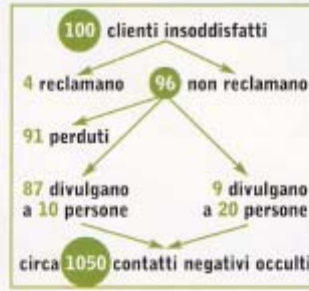 100 clienti insoddisfatti
4 reclamano 96 non reclamano
91 perduti
87 divulgano 9 divulgano
a 10 persone a 20 persone
circa 1050 contatti negativi occulti